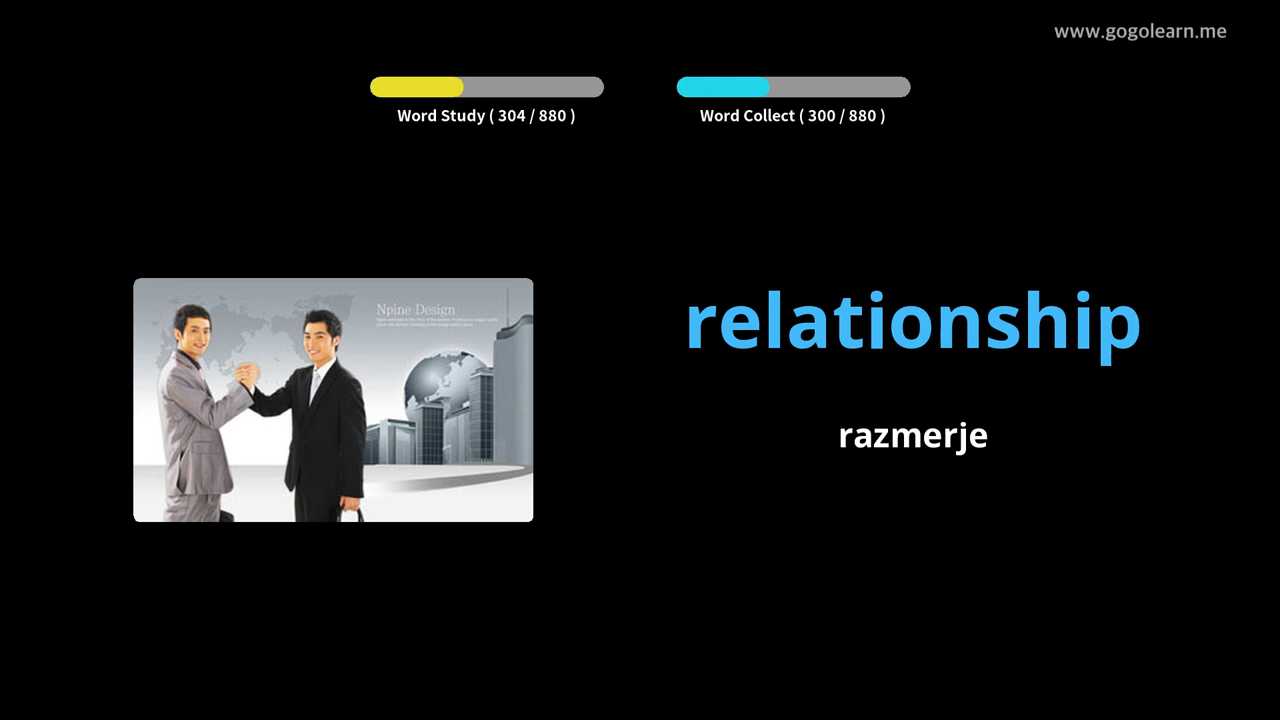 www.gogolearn.me
Word Study ( 304 / 880 )
Word Collect ( 300 / 880 )
Npine Design
relationship
razmerje